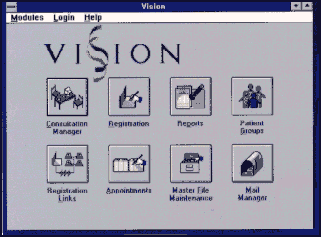 Vision
Modules Login Help
VISION
Consultation Manager
Registration
Reports
Patient Groups
Registration Links
Appointments
Master File Maintenance
Mail Manager